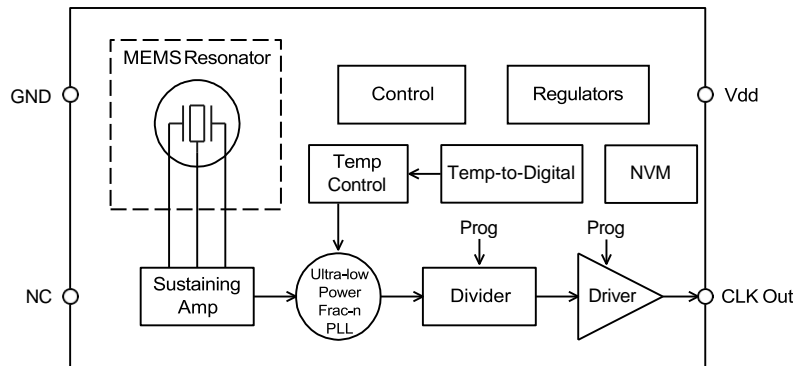 MEMS Resonator
GND
Control
Regulators
Vdd
Temp
Control
Temp-to-Digital
NVM
Prog
Prog
NC
Sustaining
Amp
Ultra-low
Power
Frac-n
PLL
Divider
Driver
CLK Out